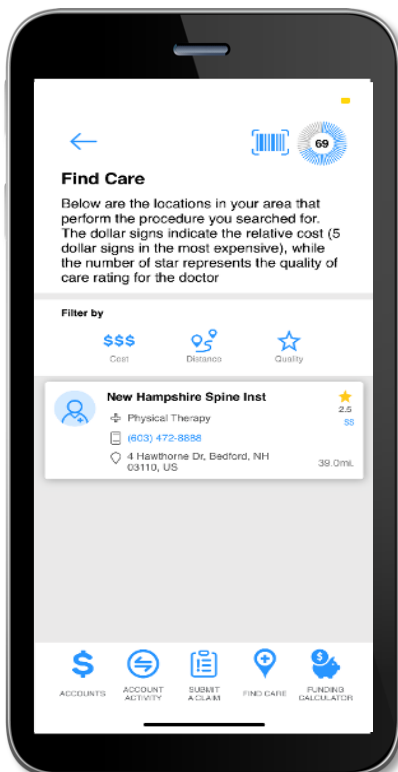 69
Find Care
Below are the locations in your area that
perform the procedure you searched for.
The dollar signs indicate the relative cost (5
dollar signs in the most expensive), while
the number of star represents the quality of
care rating for the doctor
Filter by
$$$
Cost
Distance
Quality
New Hampshire Spine Inst
2.5
Physical Therapy
$$
(603) 472-8888
4 Hawthorne Dr, Bedford, NH
03110, US
39.0mi.
$
ACCOUNTS
ACCOUNT
ACTIVITY
SUBMIT
A CLAIM
FIND CARE
$
FUNDING
CALCULATOR